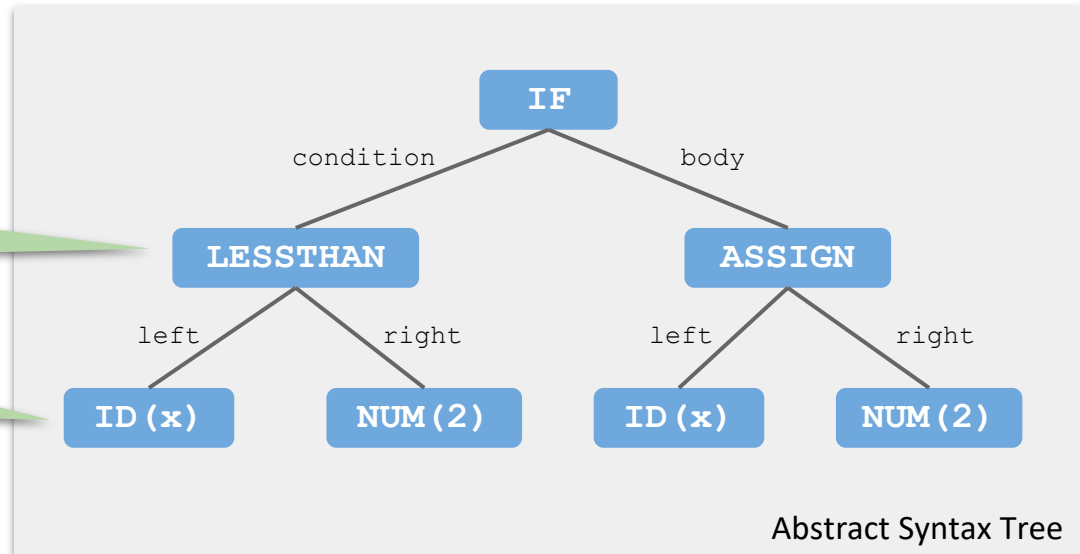 IF
condition body
LESSTHAN ASSIGN
left right left right
ID(x) NUM(2) ID(x) NUM(2)
Abstract Syntax Tree